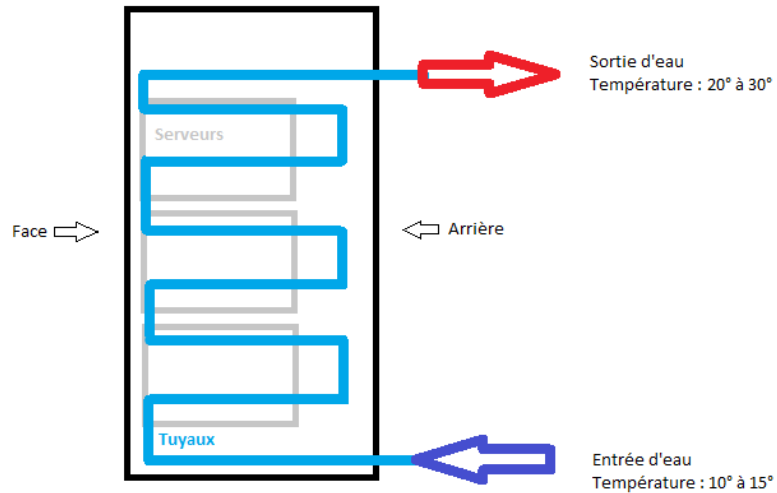 Sortie d'eau
Température : 20° à 30°
Serveurs
Face
Arrière
Tuyaux
Entrée d'eau
Température : 10° à 15°